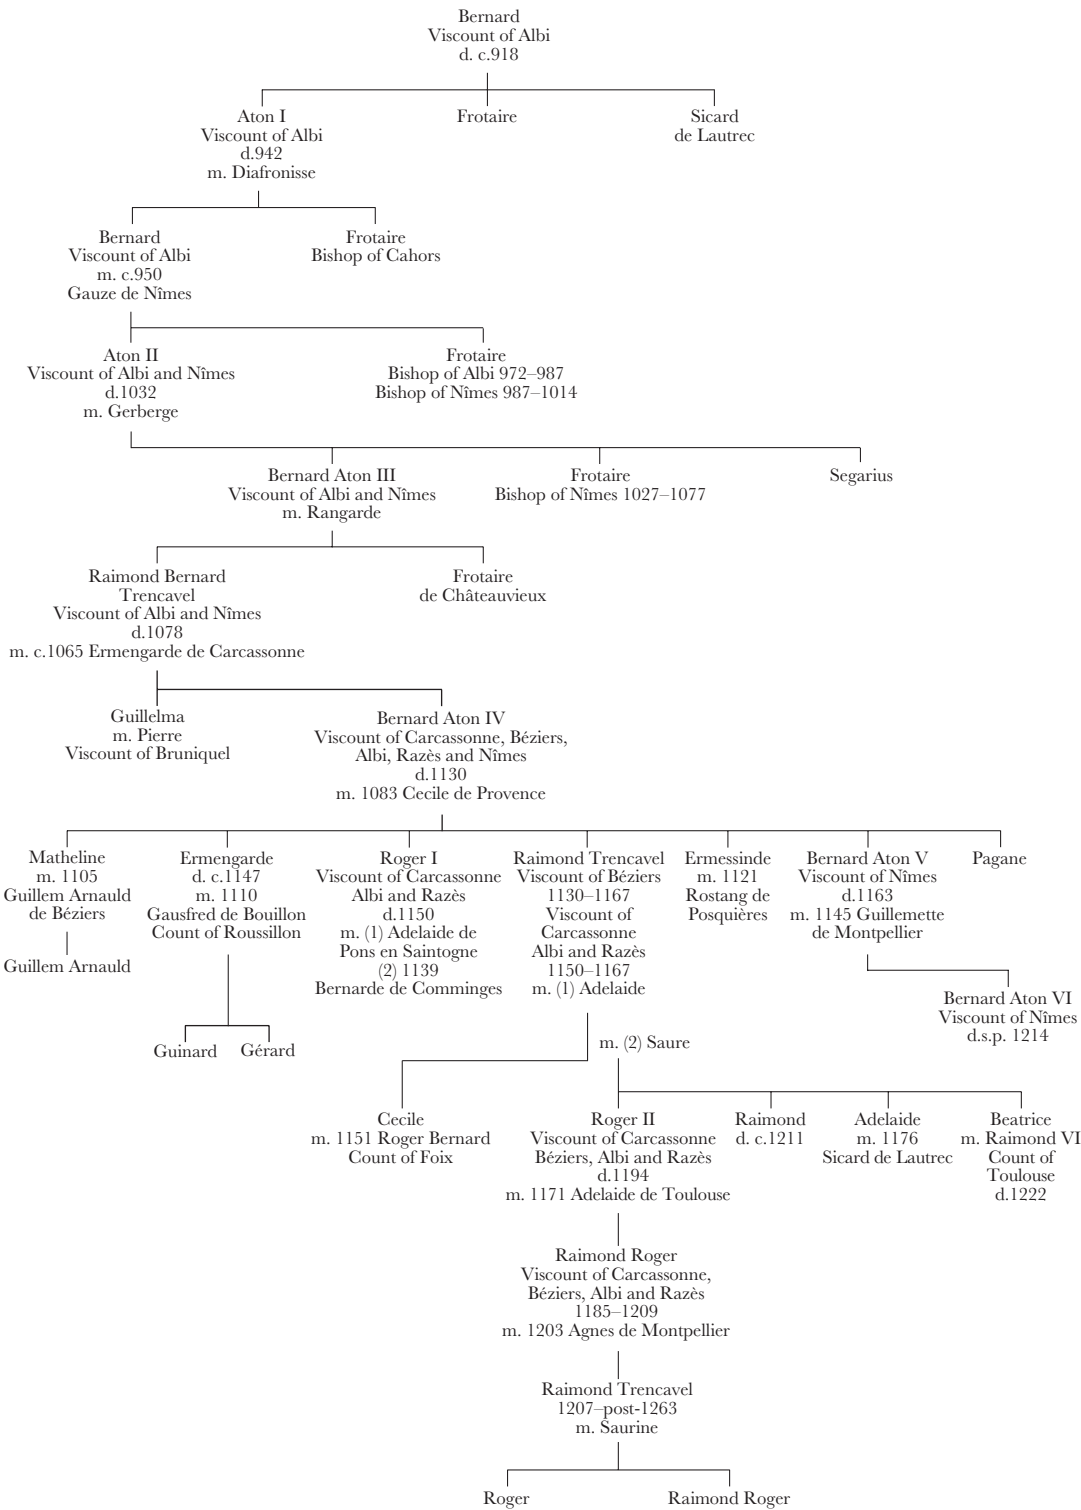 Bernard
Viscount of Albi
d. c.918
Aton I
Viscount of Albi
d.942
m. Diafronisse
Frotaire
Sicard
de Lautrec
Bernard
Viscount of Albi
m. c.950
Gauze de Nîmes
Frotaire
Bishop of Cahors
Aton II
Viscount of Albi and Nîmes
d.1032
m. Gerberge
Frotaire
Bishop of Albi 972–987
Bishop of Nîmes 987–1014
Bernard Aton III
Viscount of Albi and Nîmes
m. Rangarde
Frotaire
Bishop of Nîmes 1027–1077
Segarius
Raimond Bernard
Trencavel
Viscount of Albi and Nîmes
d.1078
m. c.1065 Ermengarde de Carcassonne
Frotaire
de Châteauvieux
Guillelma
m. Pierre
Viscount of Bruniquel
Bernard Aton IV
Viscount of Carcassonne, Béziers,
Albi, Razès and Nîmes
d.1130
m. 1083 Cecile de Provence
Matheline
m. 1105
Guillem Arnauld
de Béziers
Guillem Arnauld
Ermengarde
d. c.1147
m. 1110
Gausfred de Bouillon
Count of Roussillon
Guinard
Gérard
Roger I
Viscount of Carcassonne
Albi and Razès
d.1150
m. (1) Adelaide de
Pons en Saintogne
(2) 1139
Bernarde de Comminges
Raimond Trencavel
Viscount of Béziers
1130–1167
Viscount of
Carcassonne
Albi and Razès
1150–1167
m. (1) Adelaide
m. (2) Saure
Ermessinde
m. 1121
Rostang de
Posquières
Bernard Aton V
Viscount of Nîmes
d.1163
m. 1145 Guillemette
de Montpellier
Pagane
Bernard Aton VI
Viscount of Nîmes
d.s.p. 1214
Cecile
m. 1151 Roger Bernard
Count of Foix
Roger II
Viscount of Carcassonne
Béziers, Albi and Razès
d.1194
m. 1171 Adelaide de Toulouse
Raimond
d. c.1211
Adelaide
m. 1176
Sicard de Lautrec
Beatrice
m. Raimond VI
Count of
Toulouse
d.1222
Raimond Roger
Viscount of Carcassonne,
Béziers, Albi and Razès
1185–1209
m. 1203 Agnes de Montpellier
Raimond Trencavel
1207–post-1263
m. Saurine
Roger
Raimond Roger